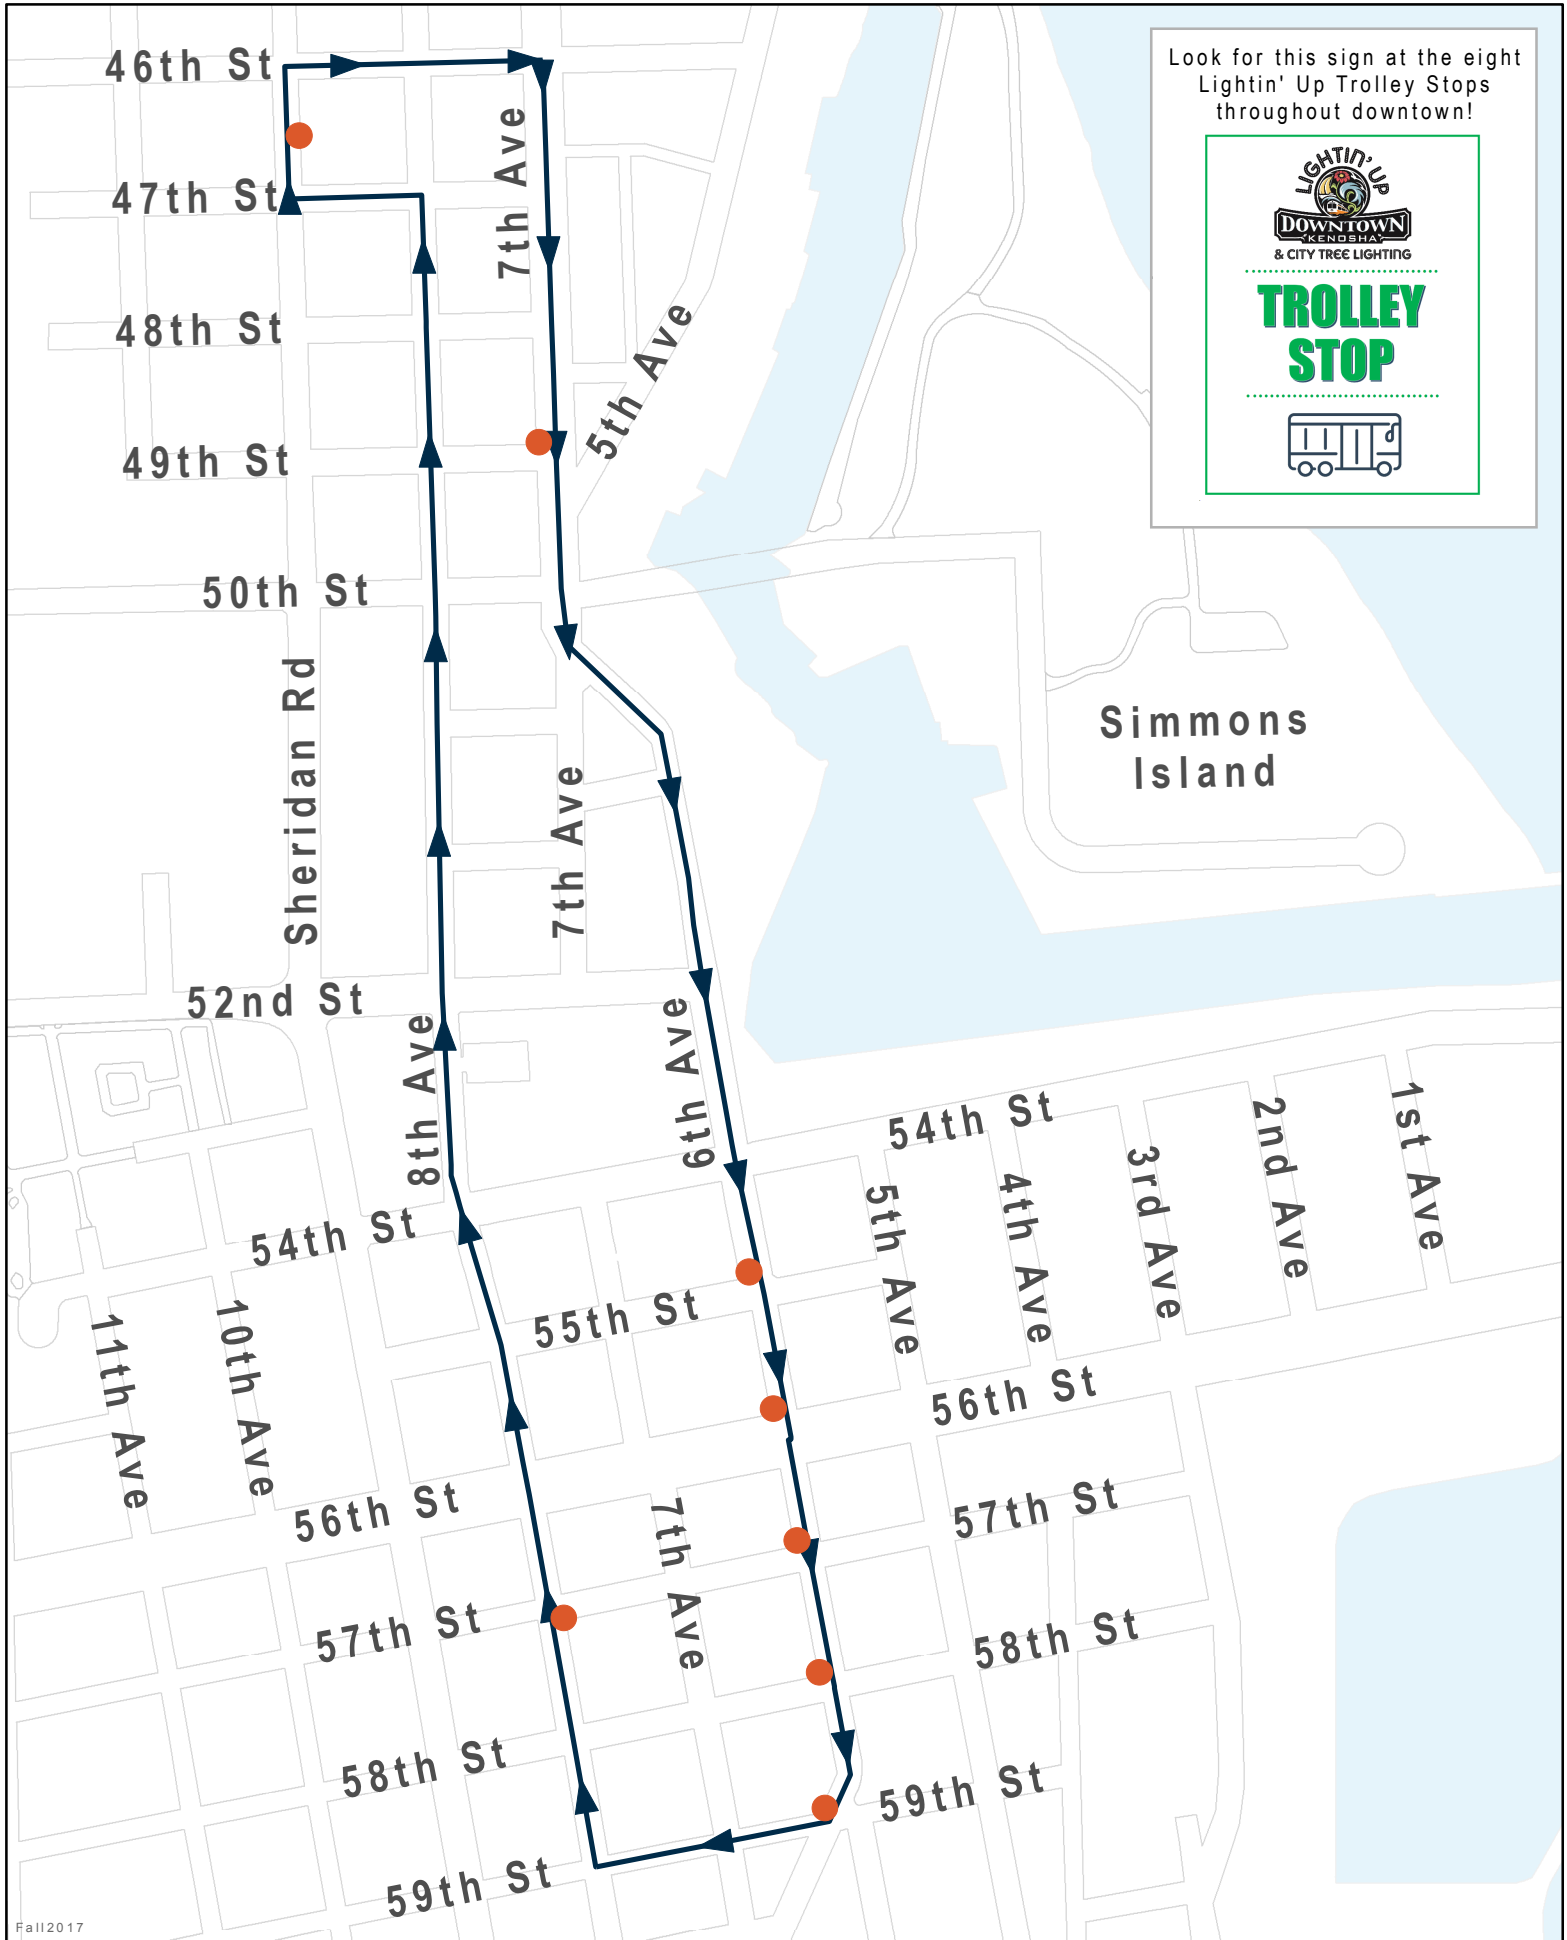 Look for this sign at the eight
Lightin' Up Trolley Stops
throughout downtown!
LIGHTIN' UP
DOWNTOWN
KENOSHA
& CITY TREE LIGHTING
TROLLEY
STOP
46th St
7th Ave
47th St
48th St
5th Ave
49th St
50th St
Sheridan Rd
Simmons
Island
7th Ave
52nd St
8th Ave
6th Ave
54th St
1st Ave
2nd Ave
3rd Ave
4th Ave
5th Ave
54th St
55th St
11th Ave
10th Ave
56th St
56th St
57th St
7th Ave
57th St
58th St
58th St
59th St
59th St
Fall2017